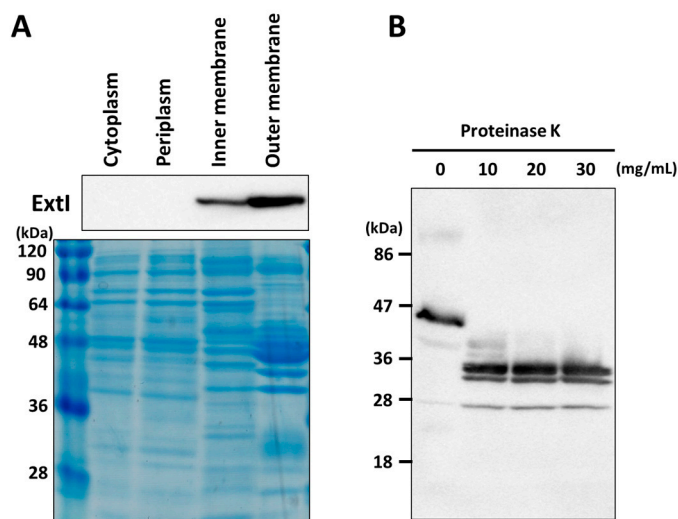 A
Cytoplasm
Periplasm
Inner membrane
Outer membrane
ExtI
(kDa)
120
90
64
48
36
28
B
Proteinase K
0 10 20 30 (mg/mL)
(kDa)
86
47
36
28
18